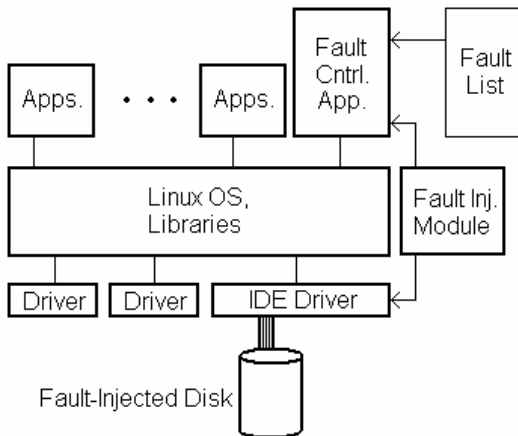 Fault
Cntrl.
App.
Fault
List
Apps.
• • •
Apps.
Linux OS,
Libraries
Fault Inj.
Module
Driver
Driver
IDE Driver
Fault-Injected Disk